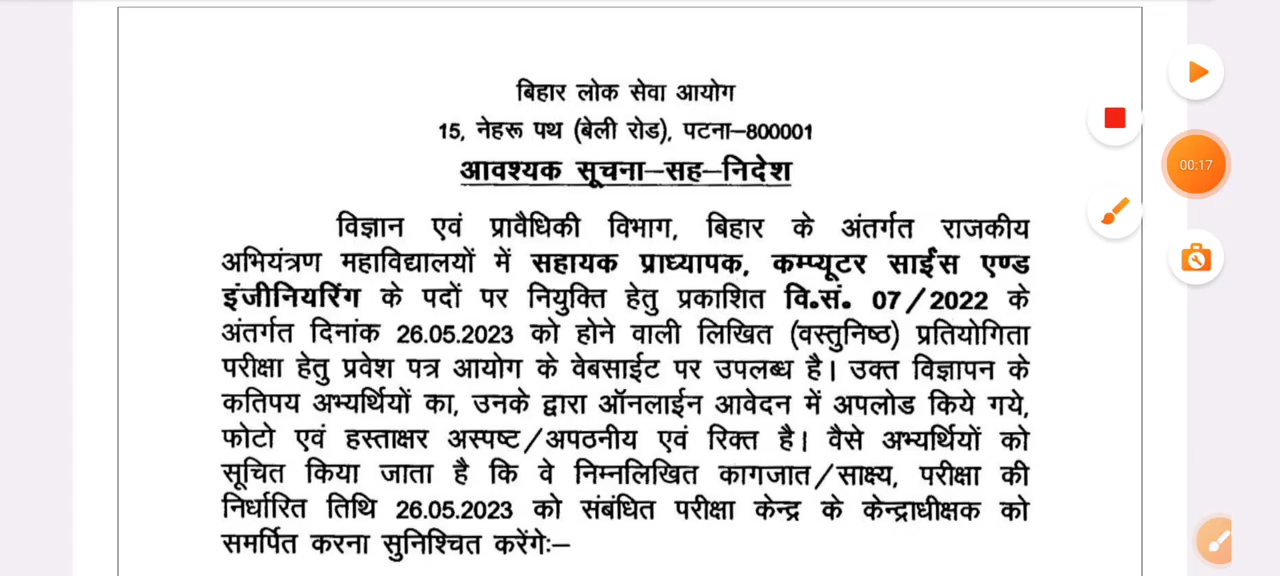 बिहार लोक सेवा आयोग
15, नेहरू पथ (बेली रोड), पटना–800001
आवश्यक सूचना–सह–निदेश
विज्ञान एवं प्रावैधिकी विभाग, बिहार के अंतर्गत राजकीय
अभियंत्रण महाविद्यालयों में सहायक प्राध्यापक, कम्प्यूटर साईंस एण्ड
इंजीनियरिंग के पदों पर नियुक्ति हेतु प्रकाशित वि.सं. 07/2022 के
अंतर्गत दिनांक 26.05.2023 को होने वाली लिखित (वस्तुनिष्ठ) प्रतियोगिता
परीक्षा हेतु प्रवेश पत्र आयोग के वेबसाईट पर उपलब्ध है। उक्त विज्ञापन के
कतिपय अभ्यर्थियों का, उनके द्वारा ऑनलाईन आवेदन में अपलोड किये गये,
फोटो एवं हस्ताक्षर अस्पष्ट/अपठनीय एवं रिक्त है। वैसे अभ्यर्थियों को
सूचित किया जाता है कि वे निम्नलिखित कागजात/साक्ष्य, परीक्षा की
निर्धारित तिथि 26.05.2023 को संबंधित परीक्षा केन्द्र के केन्द्राधीक्षक को
समर्पित करना सुनिश्चित करेंगेः–
00:17